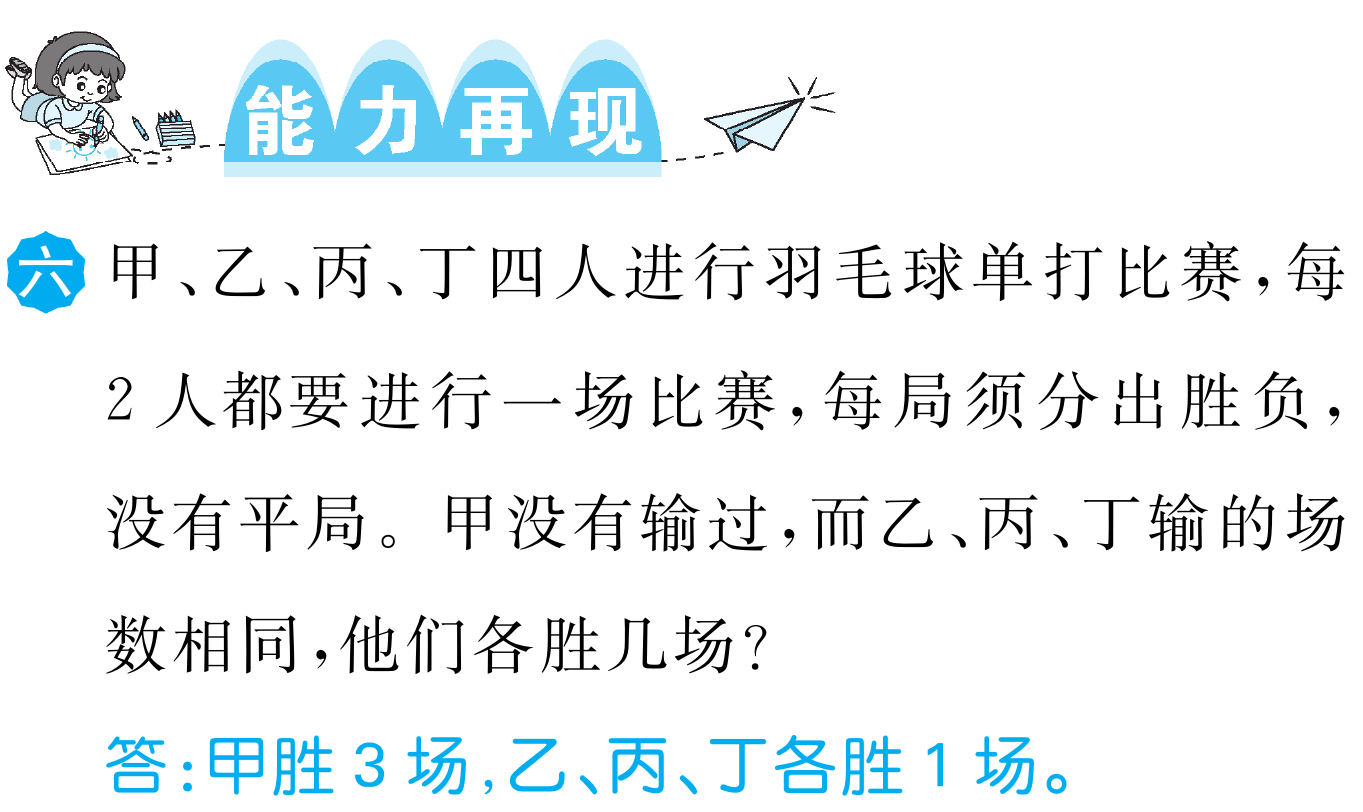 能力再现
六 甲、乙、丙、丁四人进行羽毛球单打比赛,每
2人都要进行一场比赛,每局须分出胜负,
没有平局。甲没有输过,而乙、丙、丁输的场
数相同,他们各胜几场?
答:甲胜3场,乙、丙、丁各胜1场。